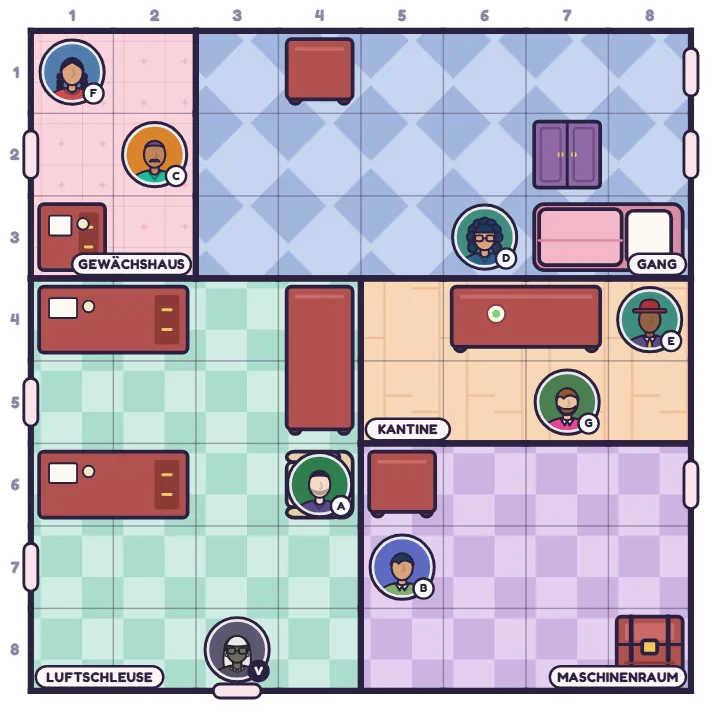 1 2 3 4 5 6 7 8
1
F
2
C
3
D
GEWÄCHSHAUS
GANG
4
E
5
G
KANTINE
6
A
7
B
8
V
LUFTSCHLEUSE
MASCHINENRAUM